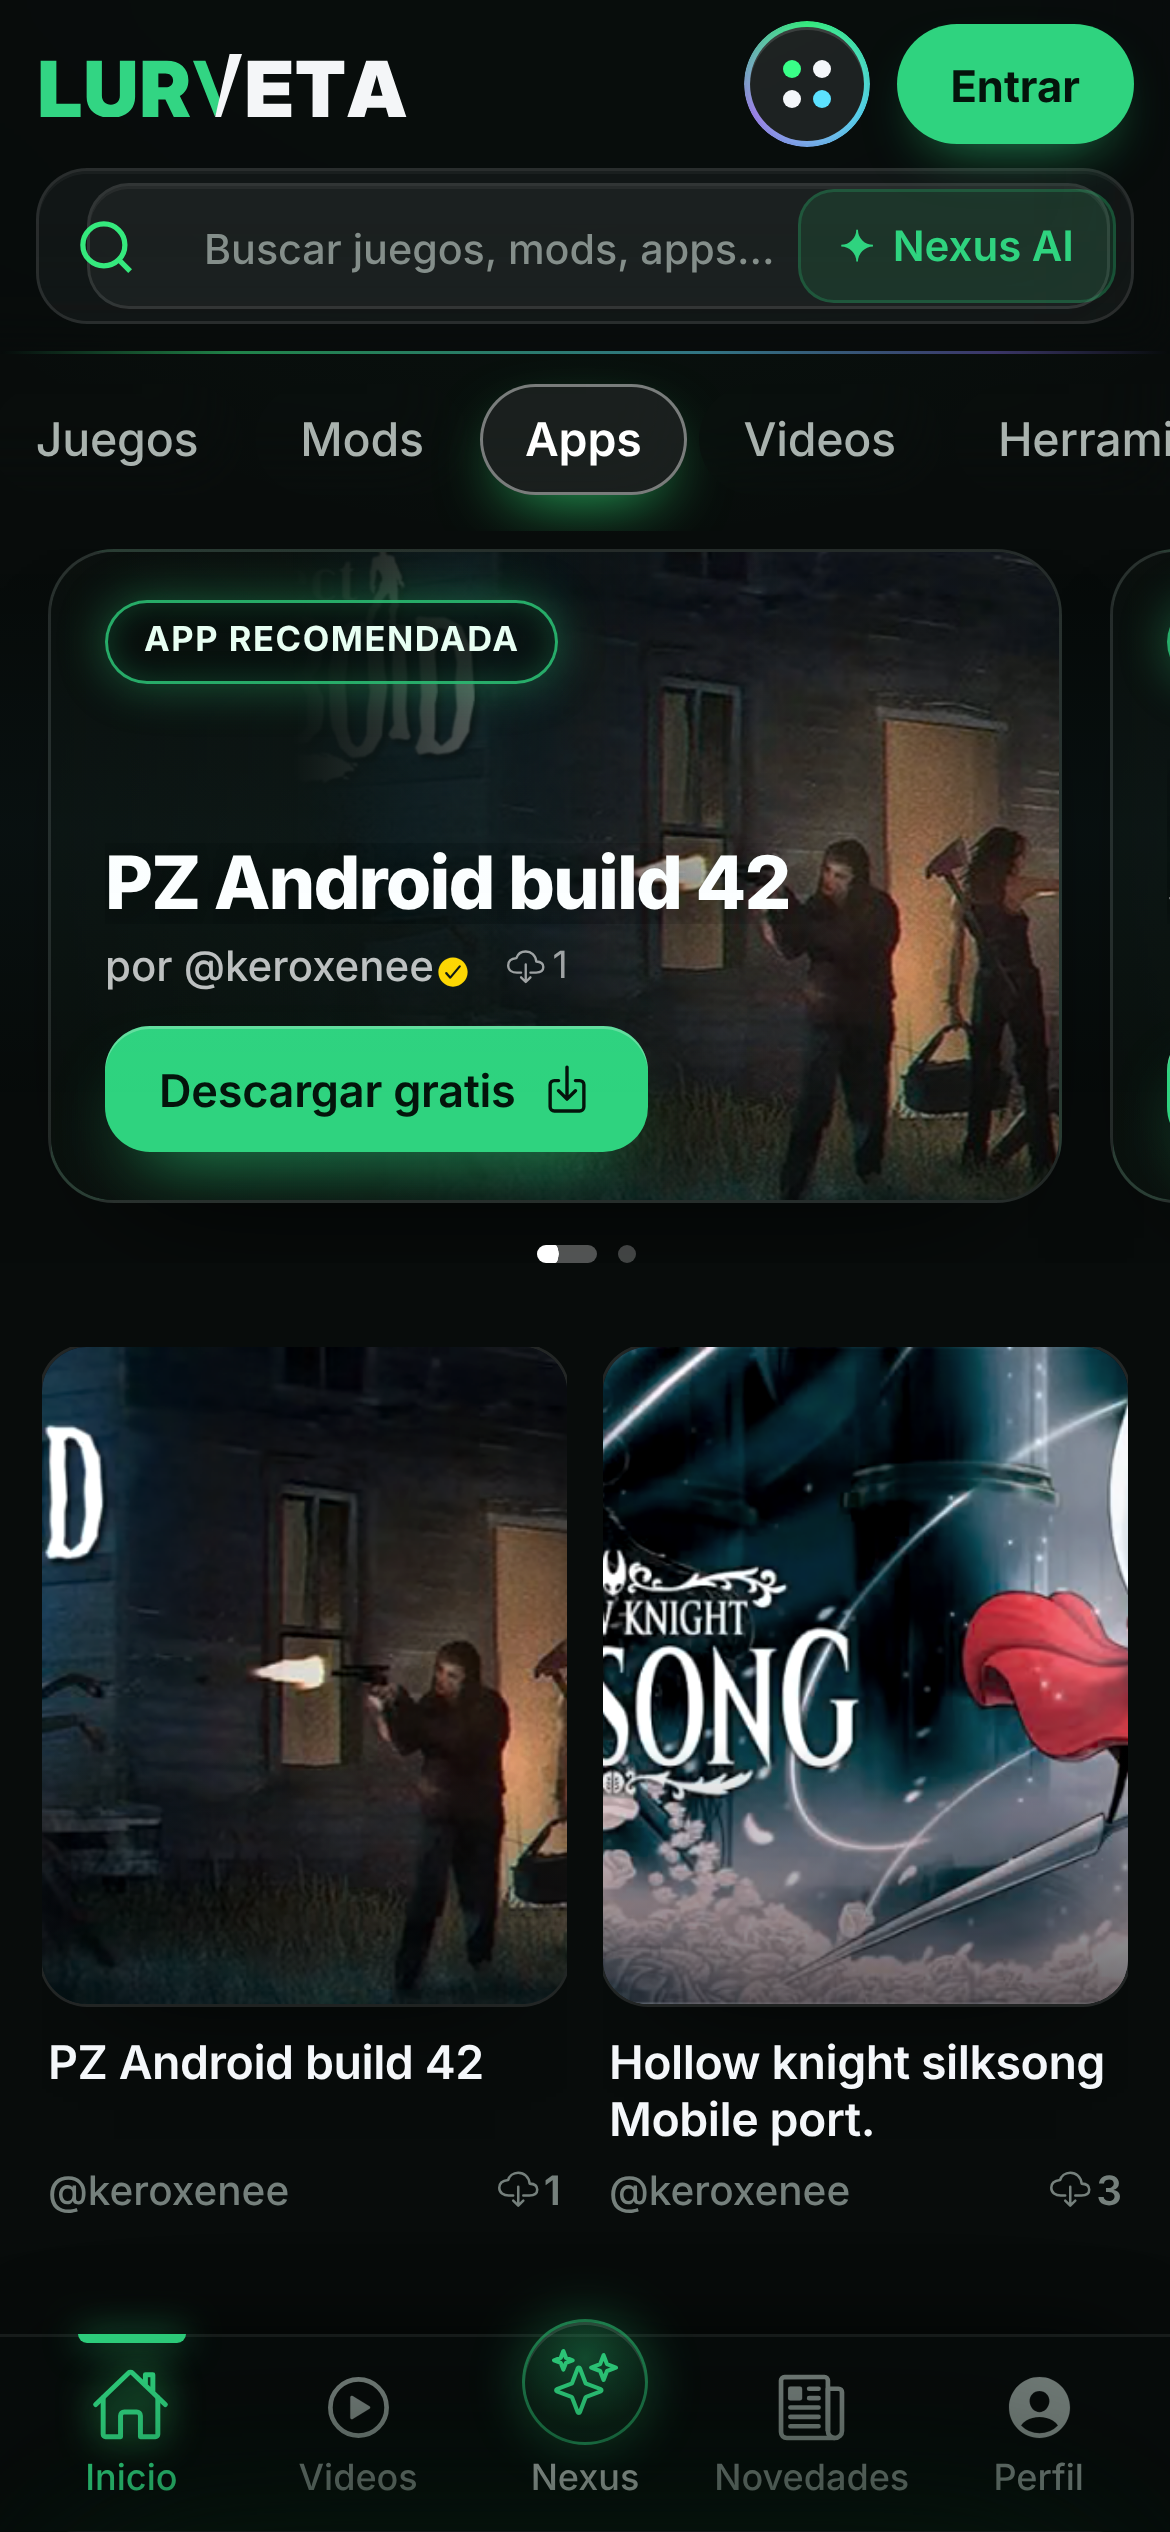 LURVETA
Entrar
Buscar juegos, mods, apps...
Nexus AI
Juegos Mods Apps Videos Herrami
APP RECOMENDADA
PZ Android build 42
por @keroxenee 1
Descargar gratis
D
KNIGHT
SONG
PZ Android build 42
Hollow knight silksong
Mobile port.
@keroxenee 1
@keroxenee 3
Inicio Videos Nexus Novedades Perfil